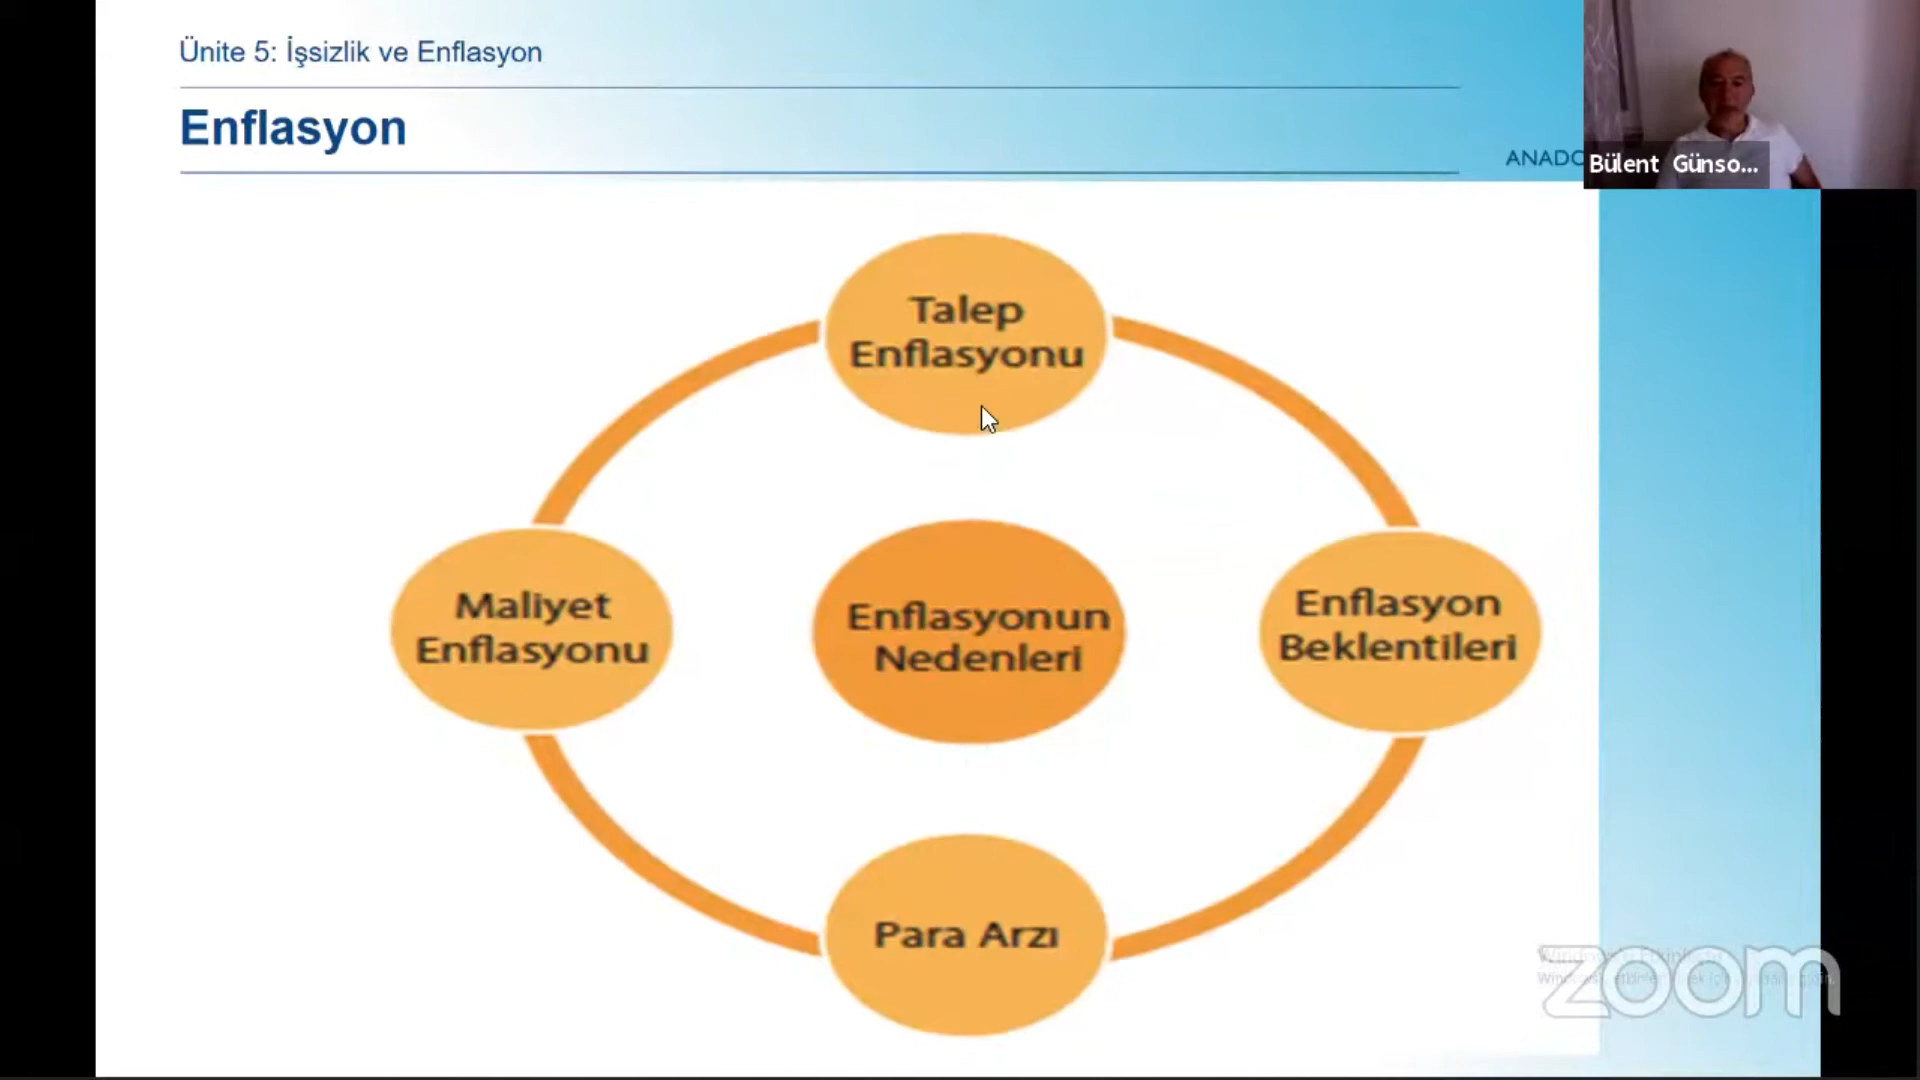 Ünite 5: İşsizlik ve Enflasyon
Enflasyon
ANADO
Bülent Günso...
Talep
Enflasyonu
Maliyet
Enflasyonu
Enflasyonun
Nedenleri
Enflasyon
Beklentileri
Para Arzı
zoom